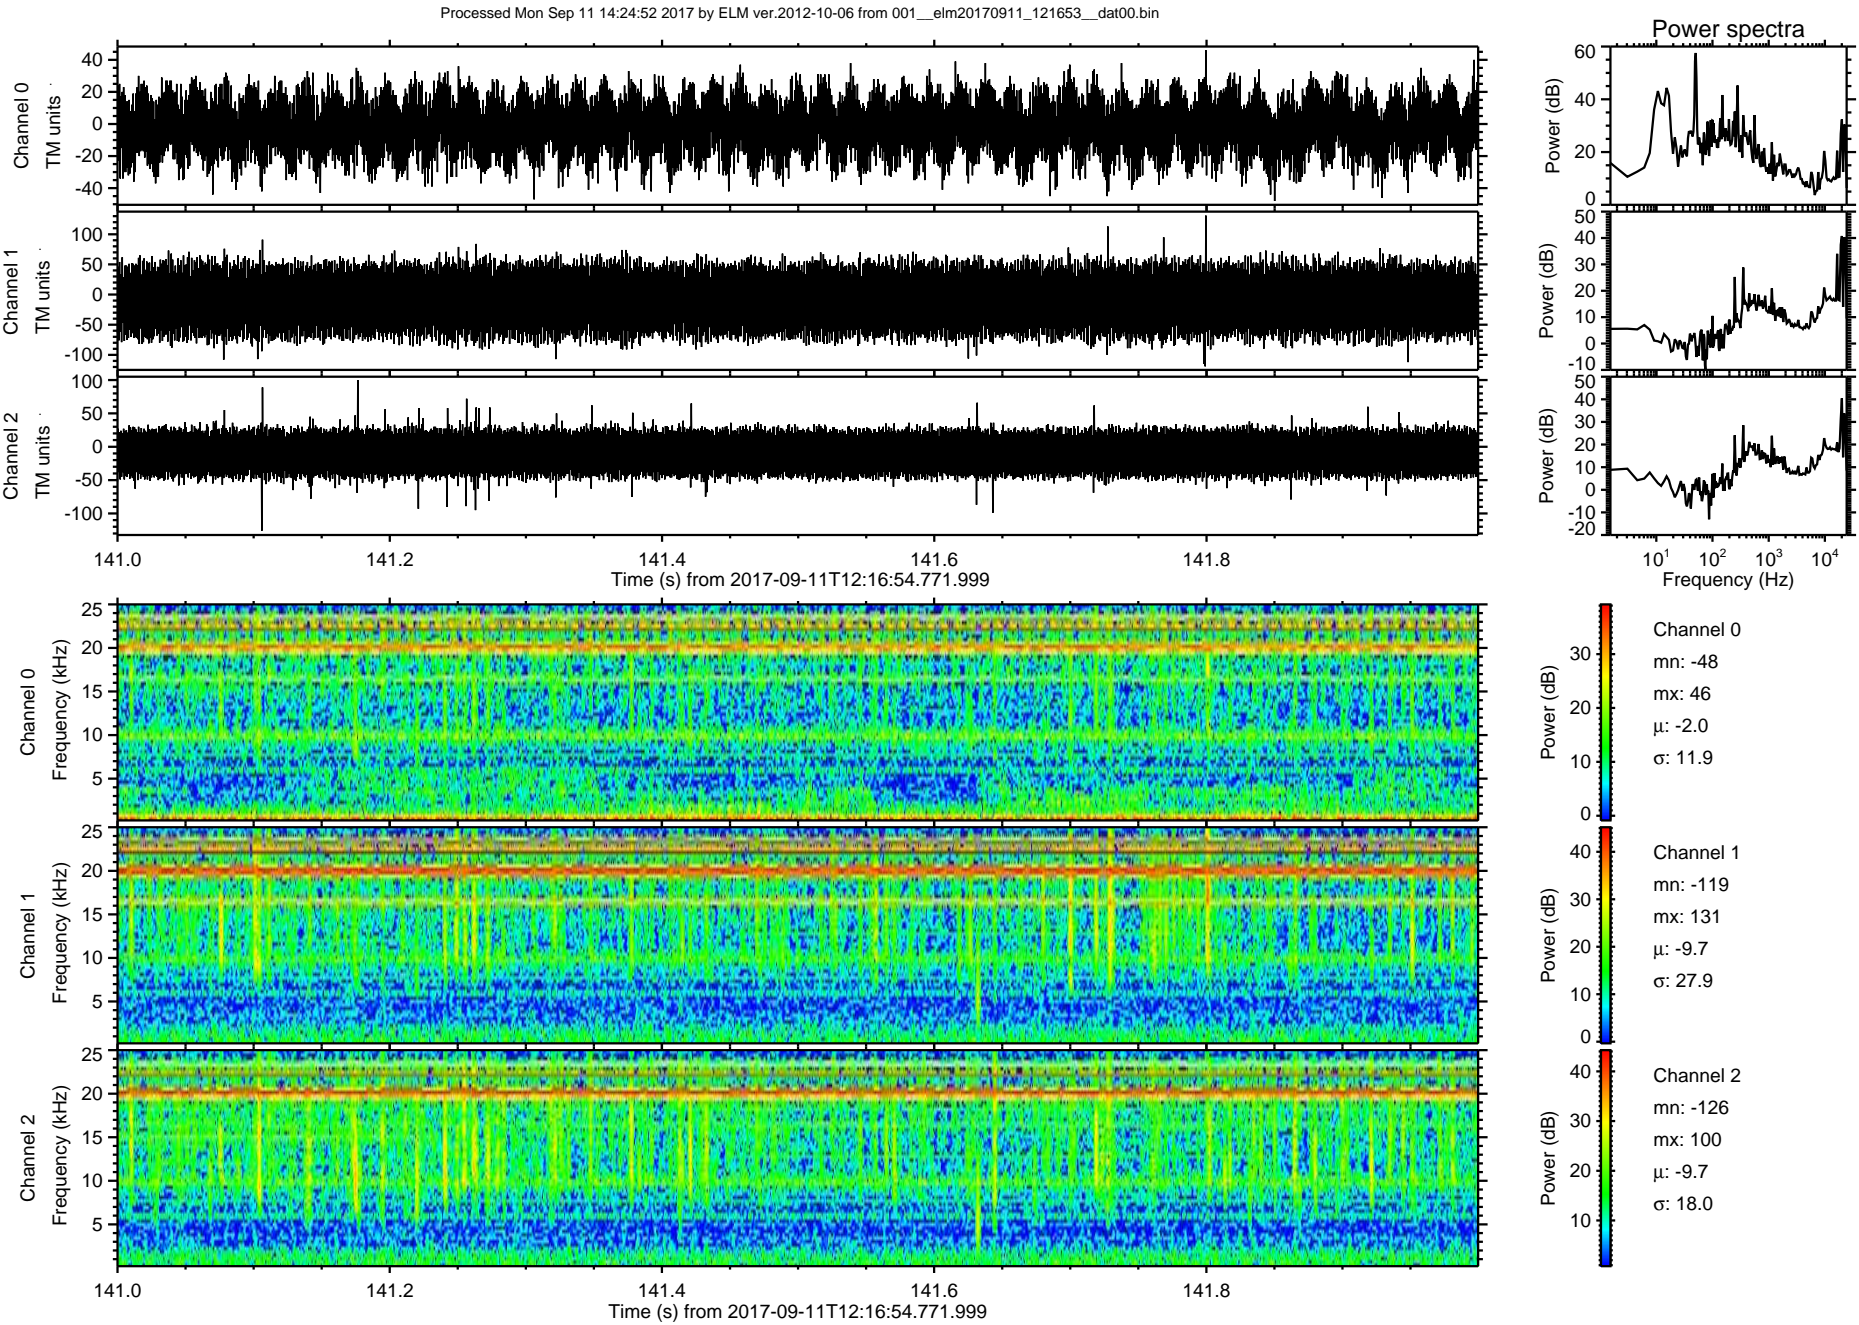 Processed Mon Sep 11 14:24:52 2017 by ELM ver.2012-10-06 from 001__elm20170911_121653__dat00.bin
Power spectra
Channel 0
TM units
40
20
0
-20
-40
Power (dB)
60
40
20
0
Channel 1
TM units
100
50
0
-50
-100
Power (dB)
50
40
30
20
10
0
-10
Channel 2
TM units
100
50
0
-50
-100
Power (dB)
50
40
30
20
10
0
-10
-20
141.0 141.2 141.4 141.6 141.8
Time (s) from 2017-09-11T12:16:54.771.999
10^1 10^2 10^3 10^4
Frequency (Hz)
Channel 0
Frequency (kHz)
25
20
15
10
5
Power (dB)
30
20
10
0
Channel 0
mn: -48
mx: 46
μ: -2.0
σ: 11.9
Channel 1
Frequency (kHz)
25
20
15
10
5
Power (dB)
40
30
20
10
0
Channel 1
mn: -119
mx: 131
μ: -9.7
σ: 27.9
Channel 2
Frequency (kHz)
25
20
15
10
5
Power (dB)
40
30
20
10
Channel 2
mn: -126
mx: 100
μ: -9.7
σ: 18.0
141.0 141.2 141.4 141.6 141.8
Time (s) from 2017-09-11T12:16:54.771.999